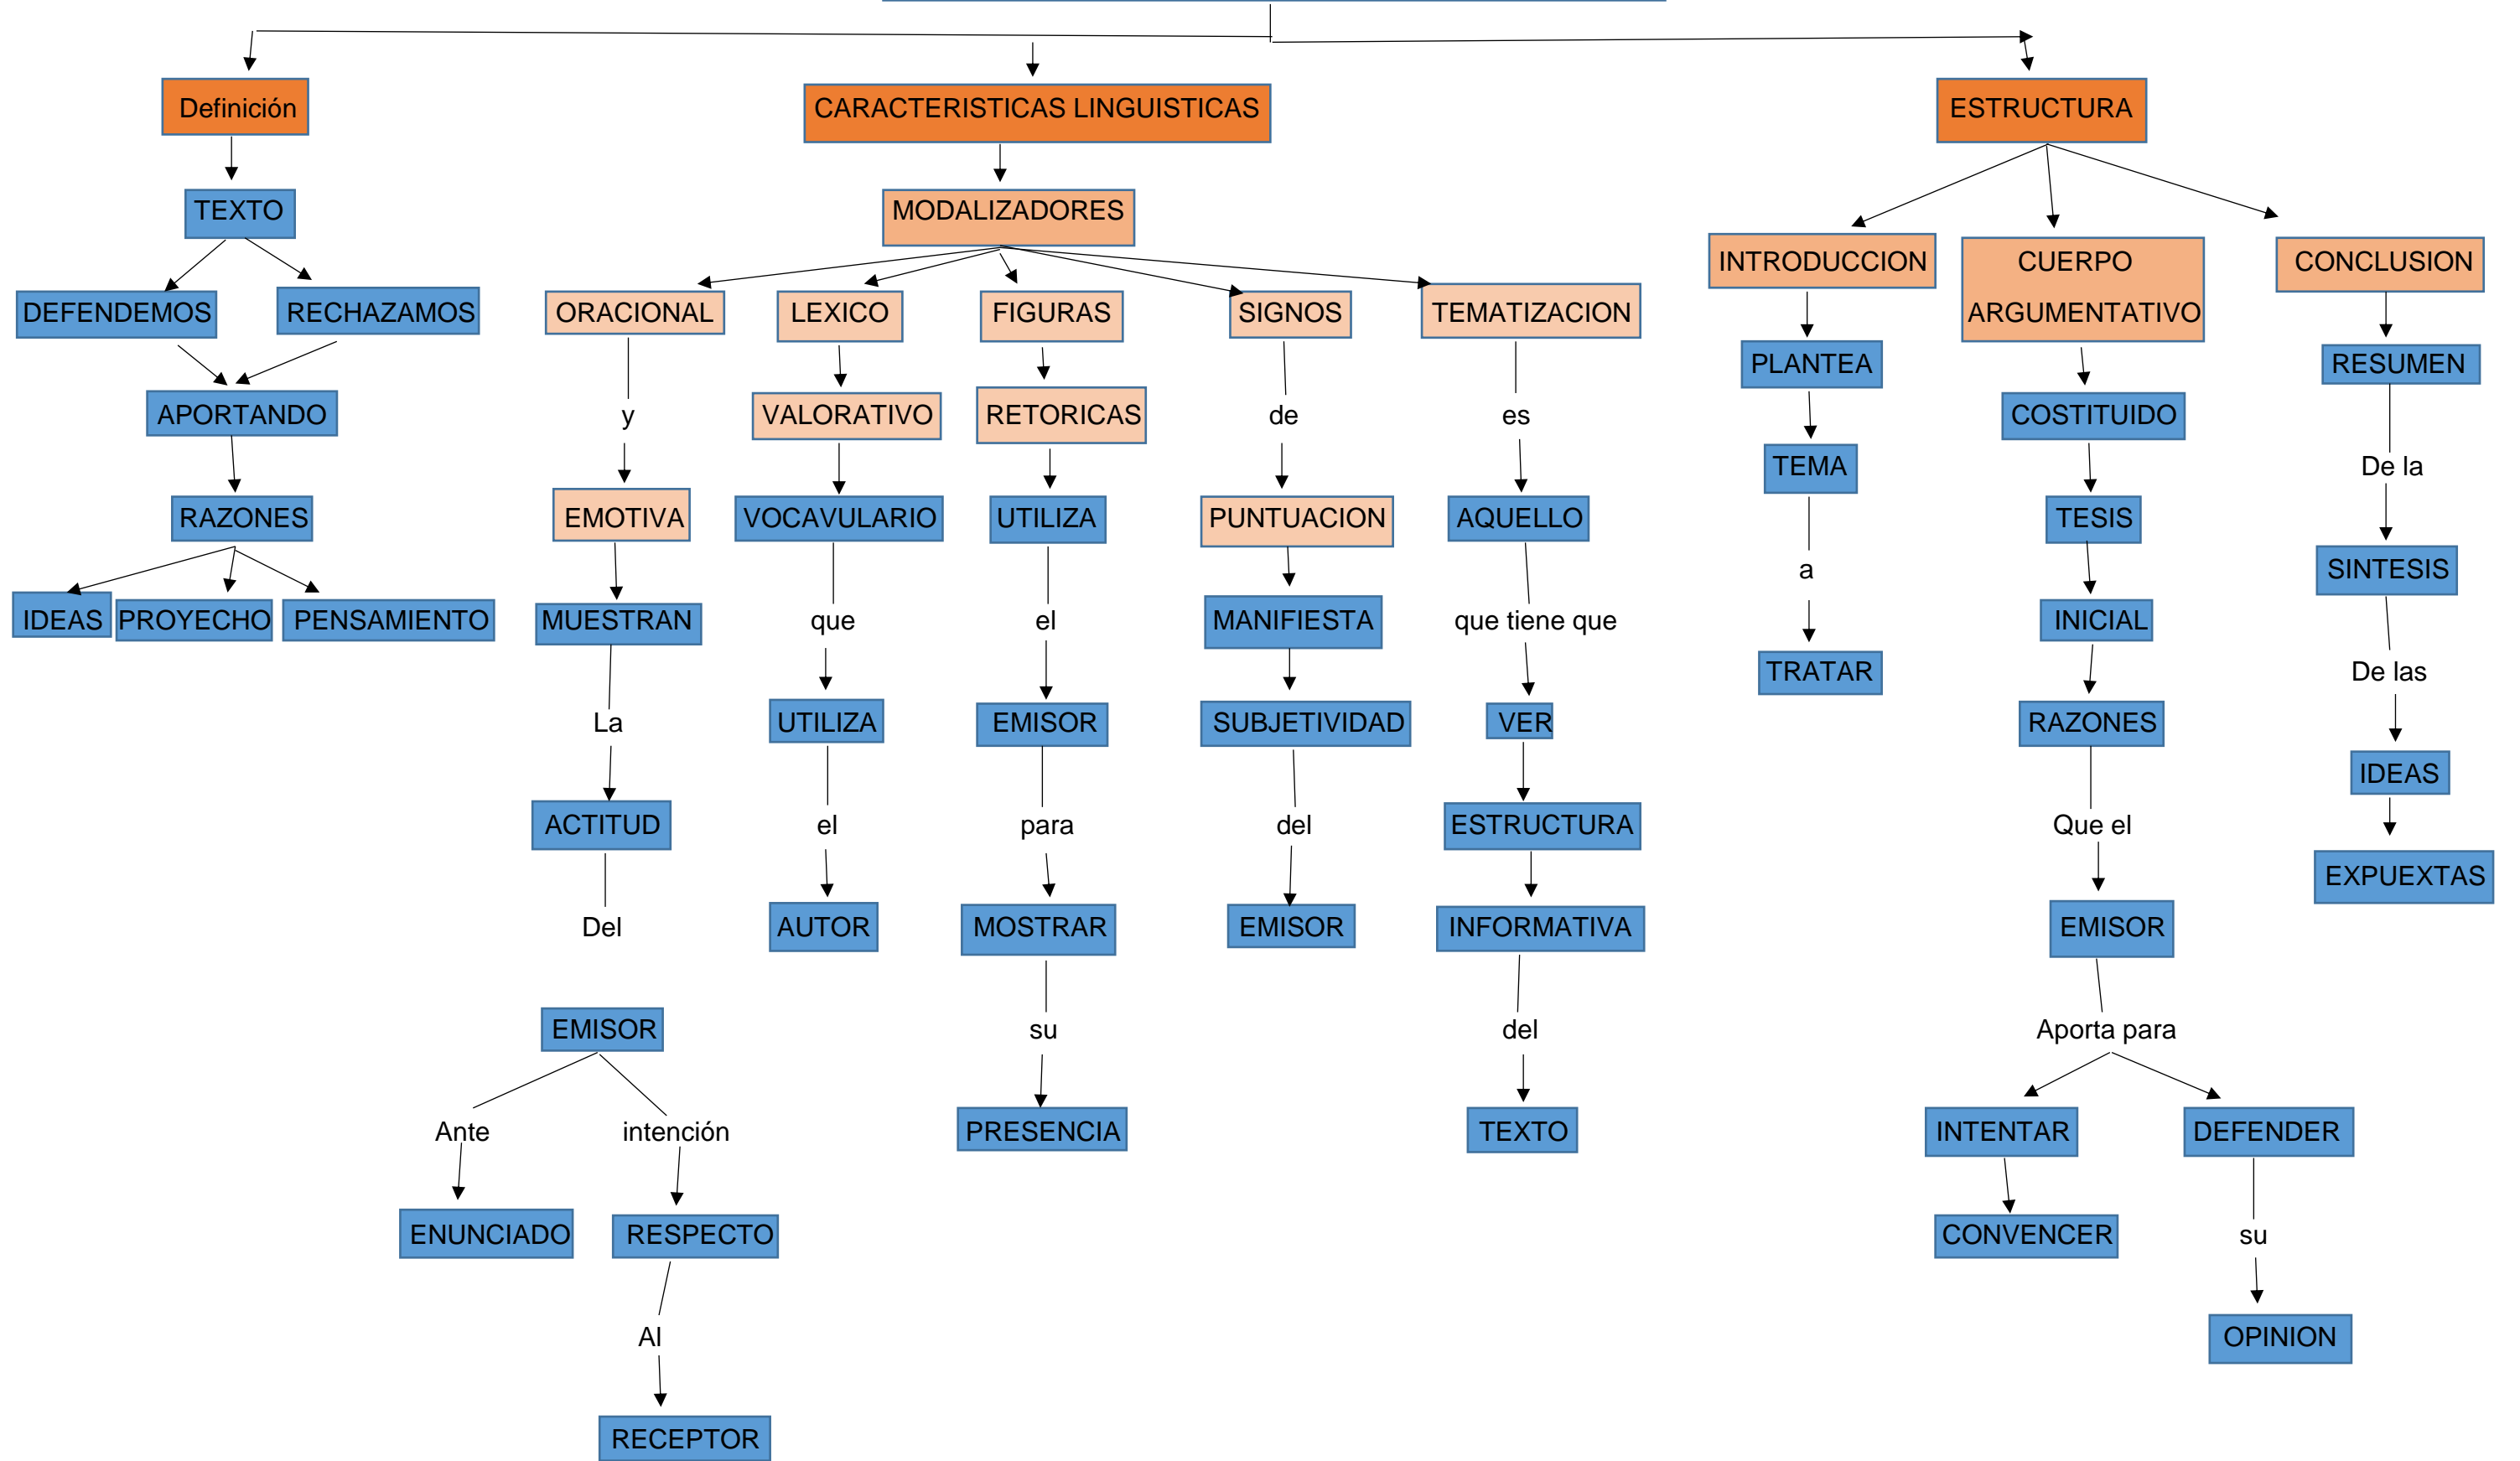 Definición
CARACTERISTICAS LINGUISTICAS
ESTRUCTURA
TEXTO
MODALIZADORES
INTRODUCCION
CUERPO
ARGUMENTATIVO
CONCLUSION
DEFENDEMOS
RECHAZAMOS
ORACIONAL
LEXICO
FIGURAS
SIGNOS
TEMATIZACION
PLANTEA
RESUMEN
APORTANDO
y
VALORATIVO
RETORICAS
de
es
COSTITUIDO
TEMA
De la
RAZONES
EMOTIVA
VOCAVULARIO
UTILIZA
PUNTUACION
AQUELLO
TESIS
a
SINTESIS
IDEAS
PROYECHO
PENSAMIENTO
MUESTRAN
que
el
MANIFIESTA
que tiene que
INICIAL
TRATAR
De las
La
UTILIZA
EMISOR
SUBJETIVIDAD
VER
RAZONES
IDEAS
ACTITUD
el
para
del
ESTRUCTURA
Que el
EXPUEXTAS
Del
AUTOR
MOSTRAR
EMISOR
INFORMATIVA
EMISOR
EMISOR
su
del
Aporta para
Ante
intención
PRESENCIA
TEXTO
INTENTAR
DEFENDER
ENUNCIADO
RESPECTO
CONVENCER
su
Al
OPINION
RECEPTOR